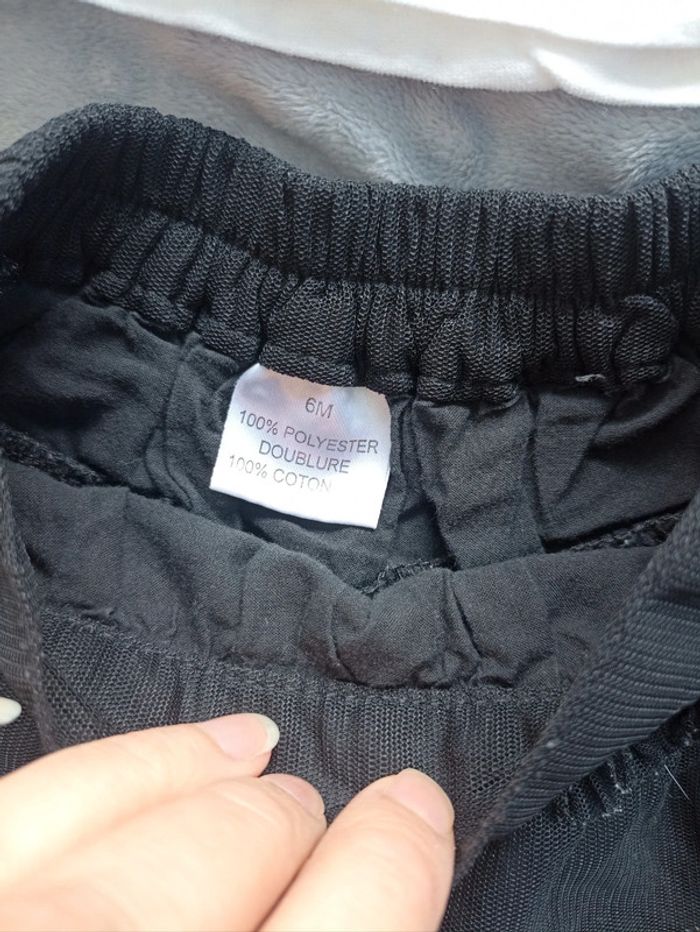 6M
100% POLYESTER
DOUBLURE
100% COTON